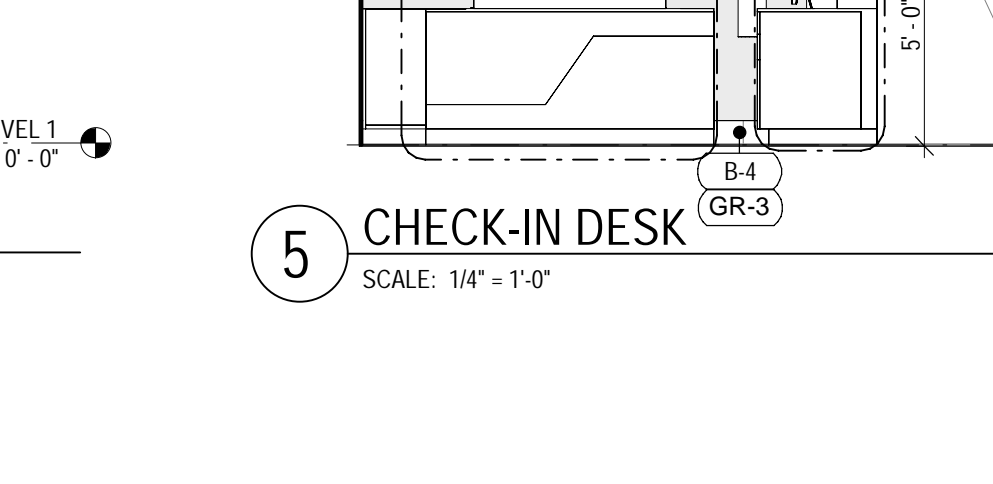 5' - 0"
VEL 1
0' - 0"
B-4
GR-3
5
CHECK-IN DESK
SCALE: 1/4" = 1'-0"